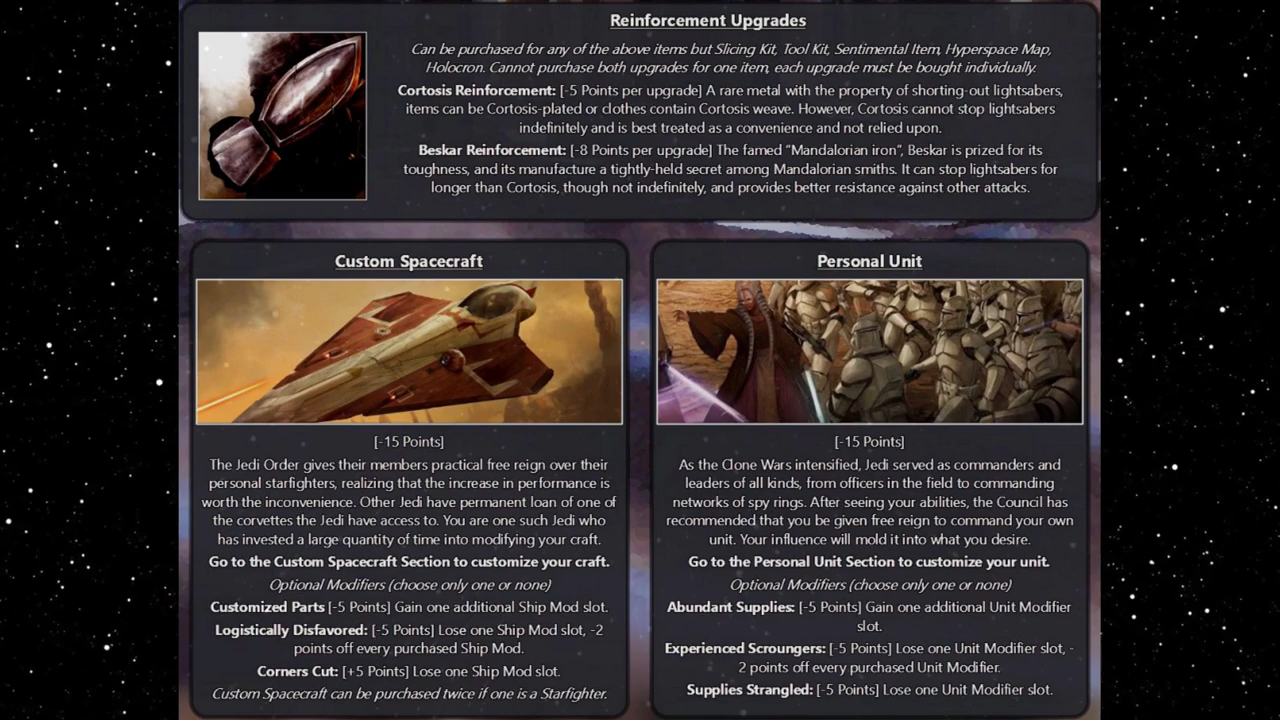 Reinforcement Upgrades
Can be purchased for any of the above items but Slicing Kit, Tool Kit, Sentimental Item, Hyperspace Map,
Holocron. Cannot purchase both upgrades for one item, each upgrade must be bought individually.
Cortosis Reinforcement: [-5 Points per upgrade] A rare metal with the property of shorting-out lightsabers,
items can be Cortosis-plated or clothes contain Cortosis weave. However, Cortosis cannot stop lightsabers
indefinitely and is best treated as a convenience and not relied upon.
Beskar Reinforcement: [-8 Points per upgrade] The famed “Mandalorian iron”, Beskar is prized for its
toughness, and its manufacture a tightly-held secret among Mandalorian smiths. It can stop lightsabers for
longer than Cortosis, though not indefinitely, and provides better resistance against other attacks.
Custom Spacecraft
[-15 Points]
The Jedi Order gives their members practical free reign over their
personal starfighters, realizing that the increase in performance is
worth the inconvenience. Other Jedi have permanent loan of one of
the corvettes the Jedi have access to. You are one such Jedi who
has invested a large quantity of time into modifying your craft.
Go to the Custom Spacecraft Section to customize your craft.
Optional Modifiers (choose only one or none)
Customized Parts [-5 Points] Gain one additional Ship Mod slot.
Logistically Disfavored: [-5 Points] Lose one Ship Mod slot, -2
points off every purchased Ship Mod.
Corners Cut: [+5 Points] Lose one Ship Mod slot.
Custom Spacecraft can be purchased twice if one is a Starfighter.
Personal Unit
[-15 Points]
As the Clone Wars intensified, Jedi served as commanders and
leaders of all kinds, from officers in the field to commanding
networks of spy rings. After seeing your abilities, the Council has
recommended that you be given free reign to command your own
unit. Your influence will mold it into what you desire.
Go to the Personal Unit Section to customize your unit.
Optional Modifiers (choose only one or none)
Abundant Supplies: [-5 Points] Gain one additional Unit Modifier
slot.
Experienced Scroungers: [-5 Points] Lose one Unit Modifier slot, -
2 points off every purchased Unit Modifier.
Supplies Strangled: [-5 Points] Lose one Unit Modifier slot.